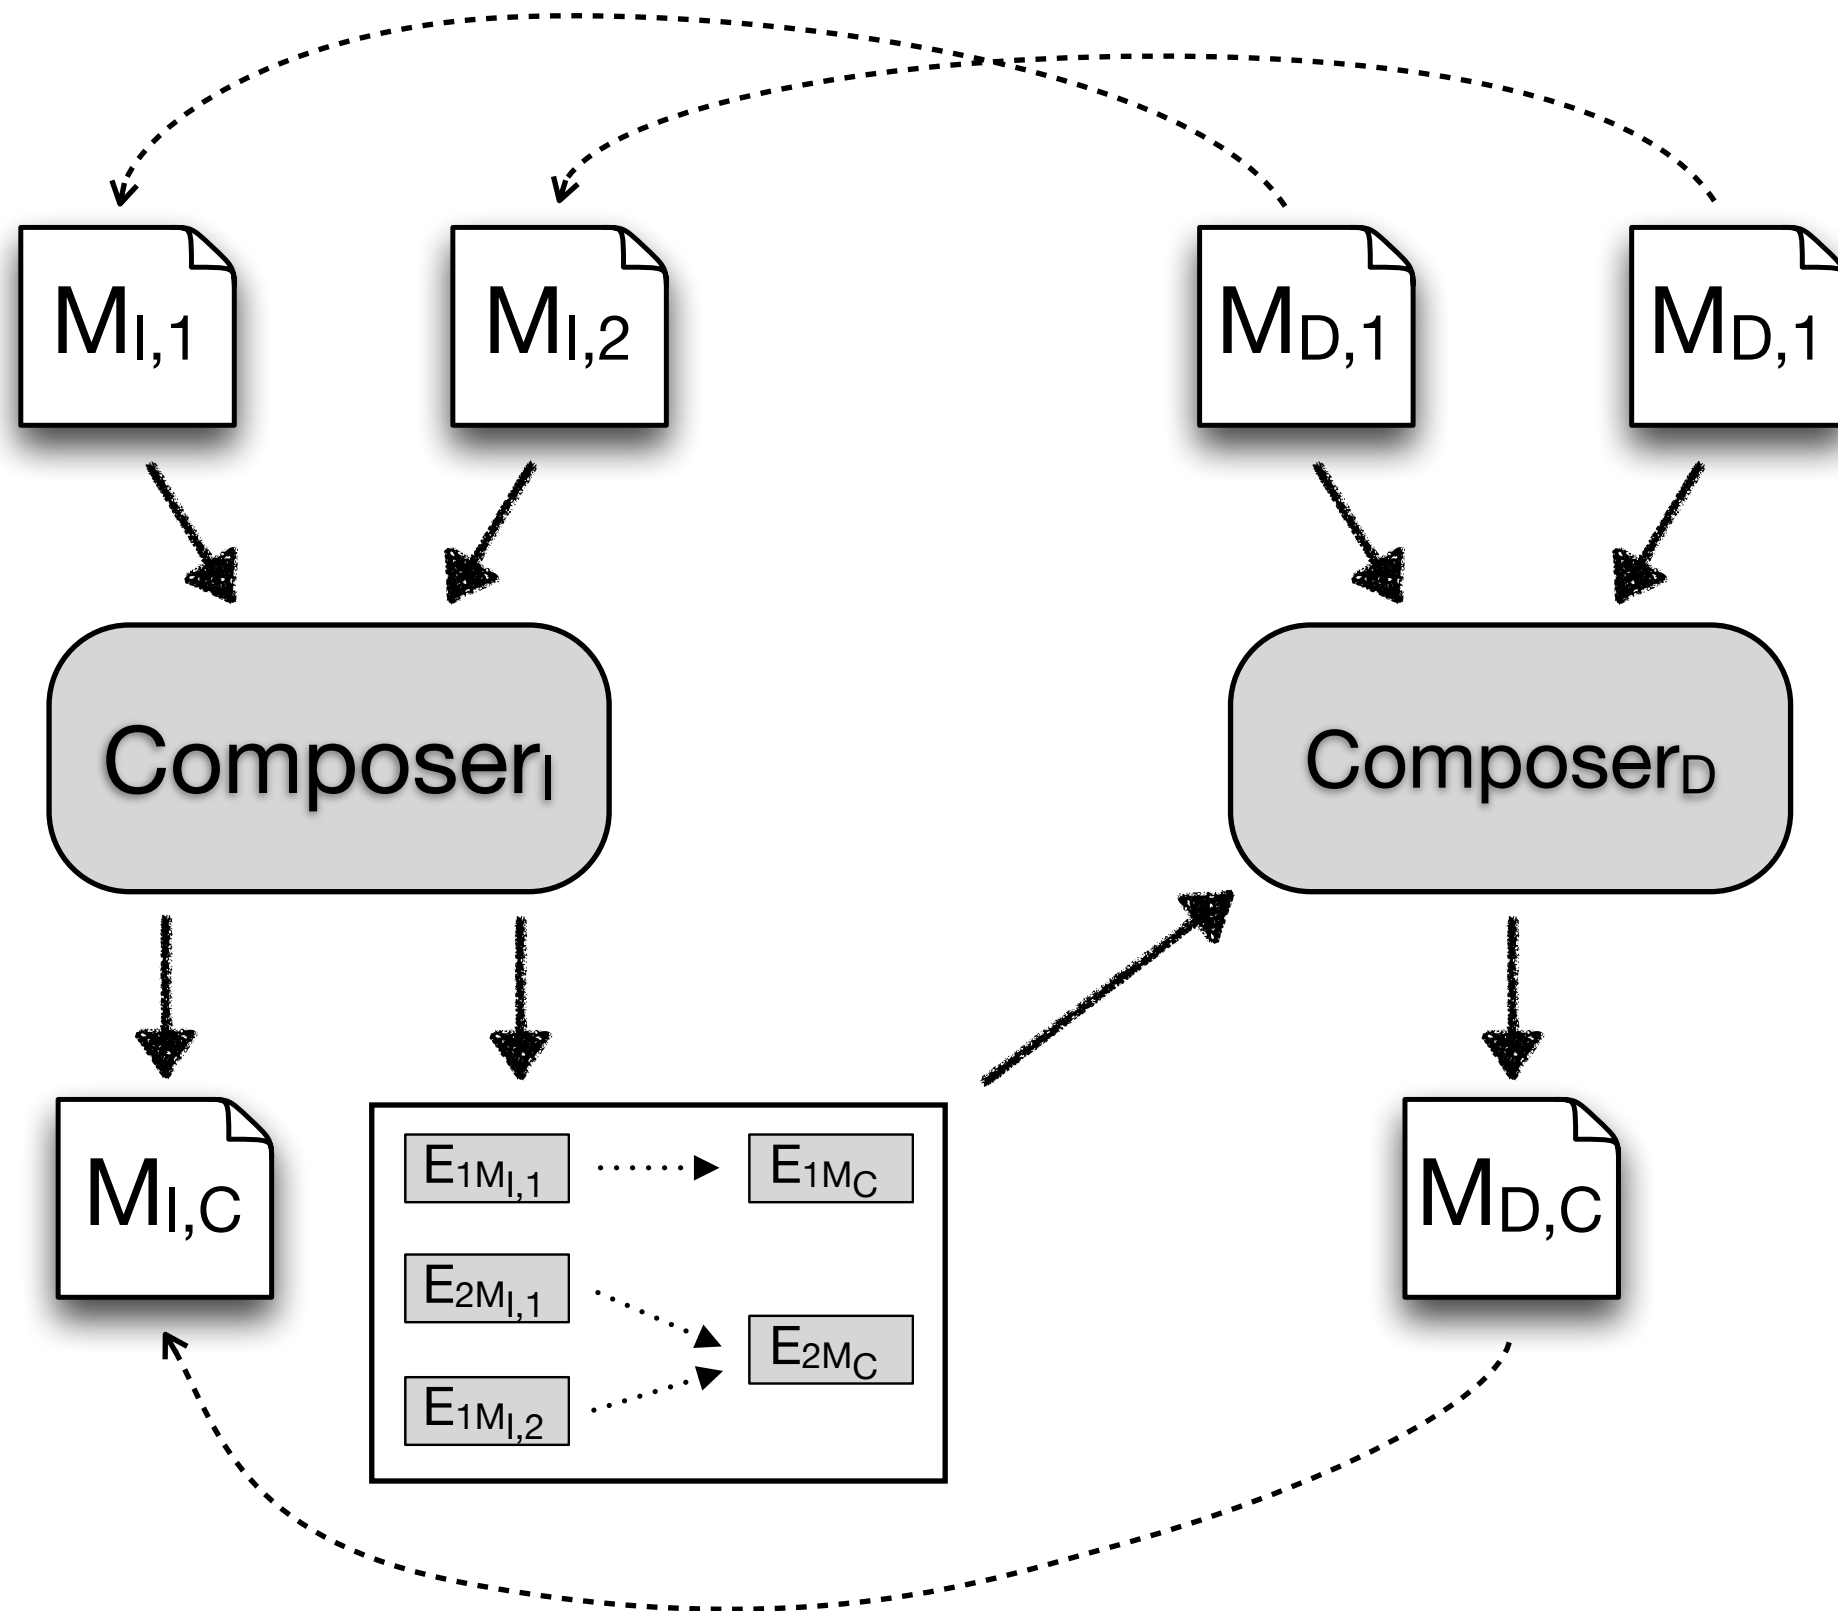 MI,1
MI,2
MD,1
MD,1
ComposerI
ComposerD
MI,C
E1MI,1
E1MC
E2MI,1
E2MC
E1MI,2
MD,C